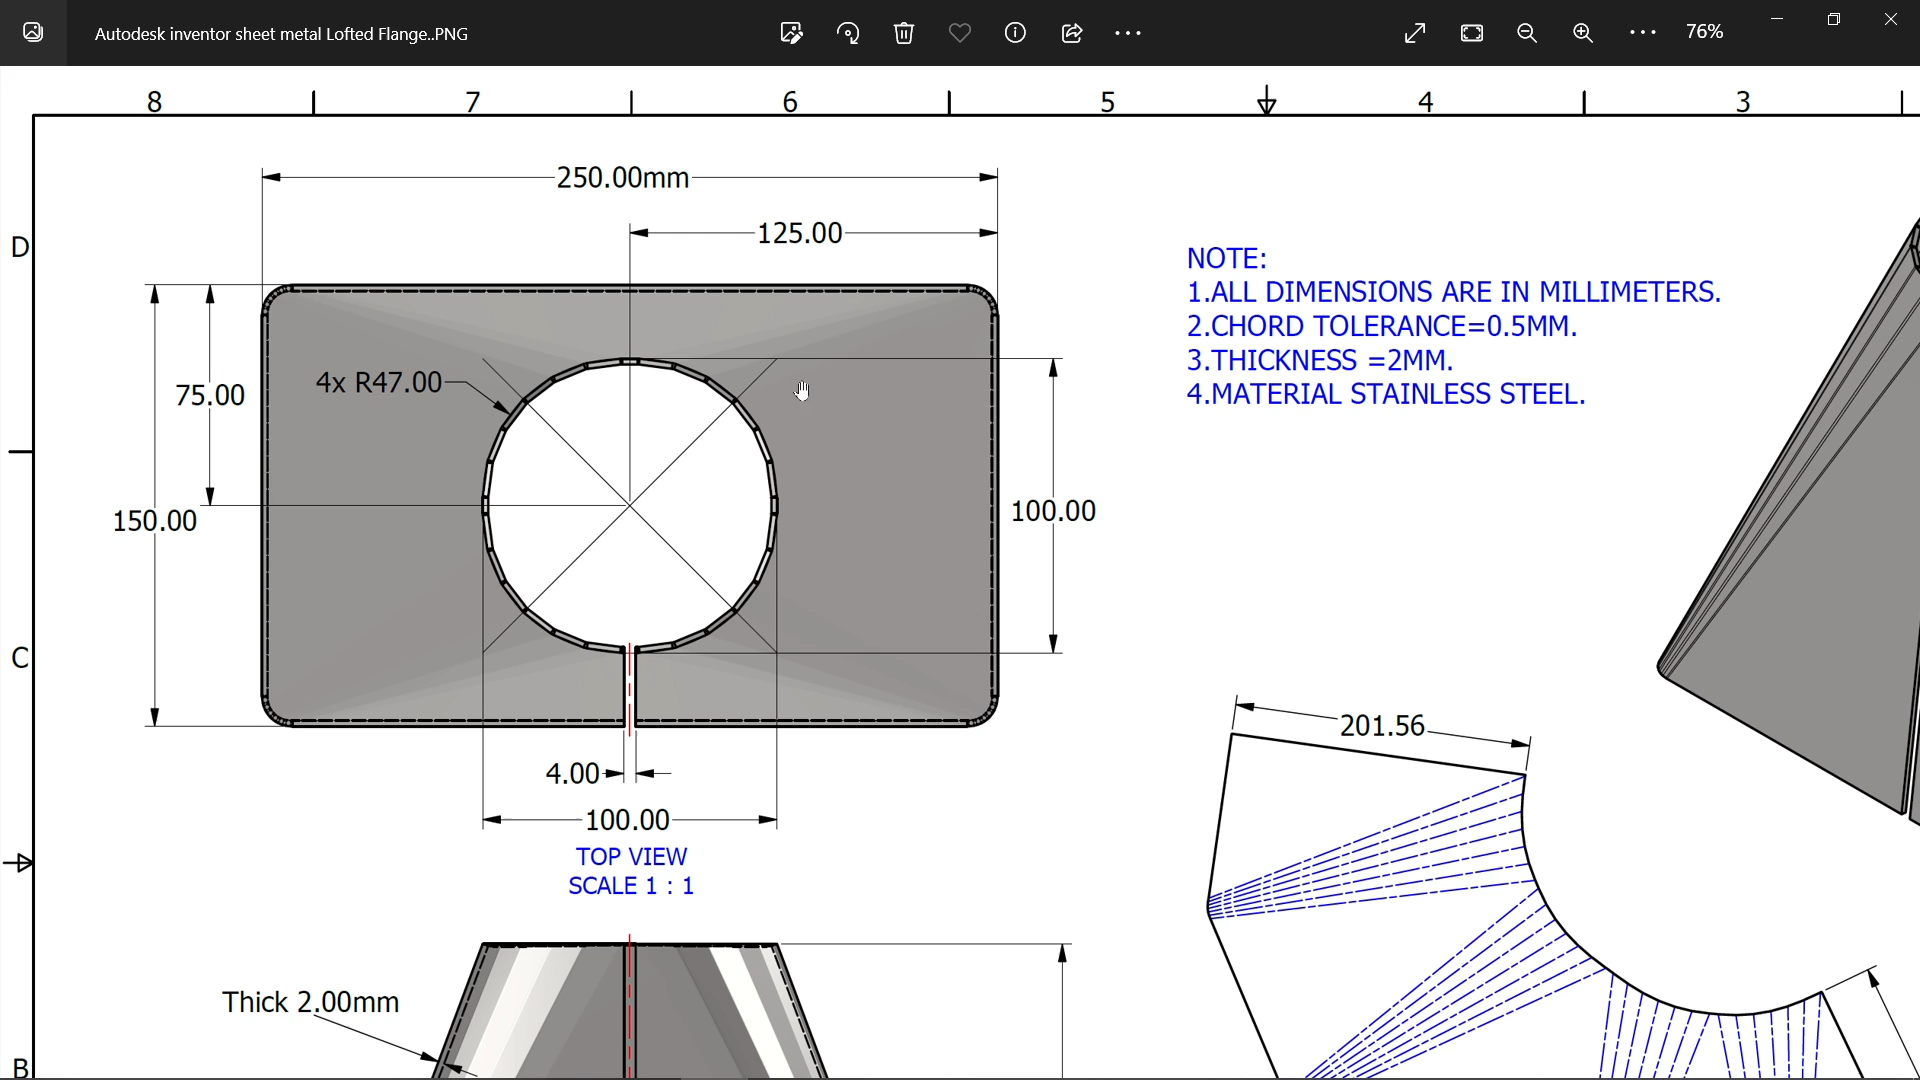 Autodesk inventor sheet metal Lofted Flange..PNG
76%
8 7 6 5 4 3
250.00mm
125.00
D
NOTE:
1.ALL DIMENSIONS ARE IN MILLIMETERS.
2.CHORD TOLERANCE=0.5MM.
3.THICKNESS =2MM.
4.MATERIAL STAINLESS STEEL.
75.00
4x R47.00
150.00
100.00
C
201.56
4.00
100.00
TOP VIEW
SCALE 1 : 1
Thick 2.00mm
B